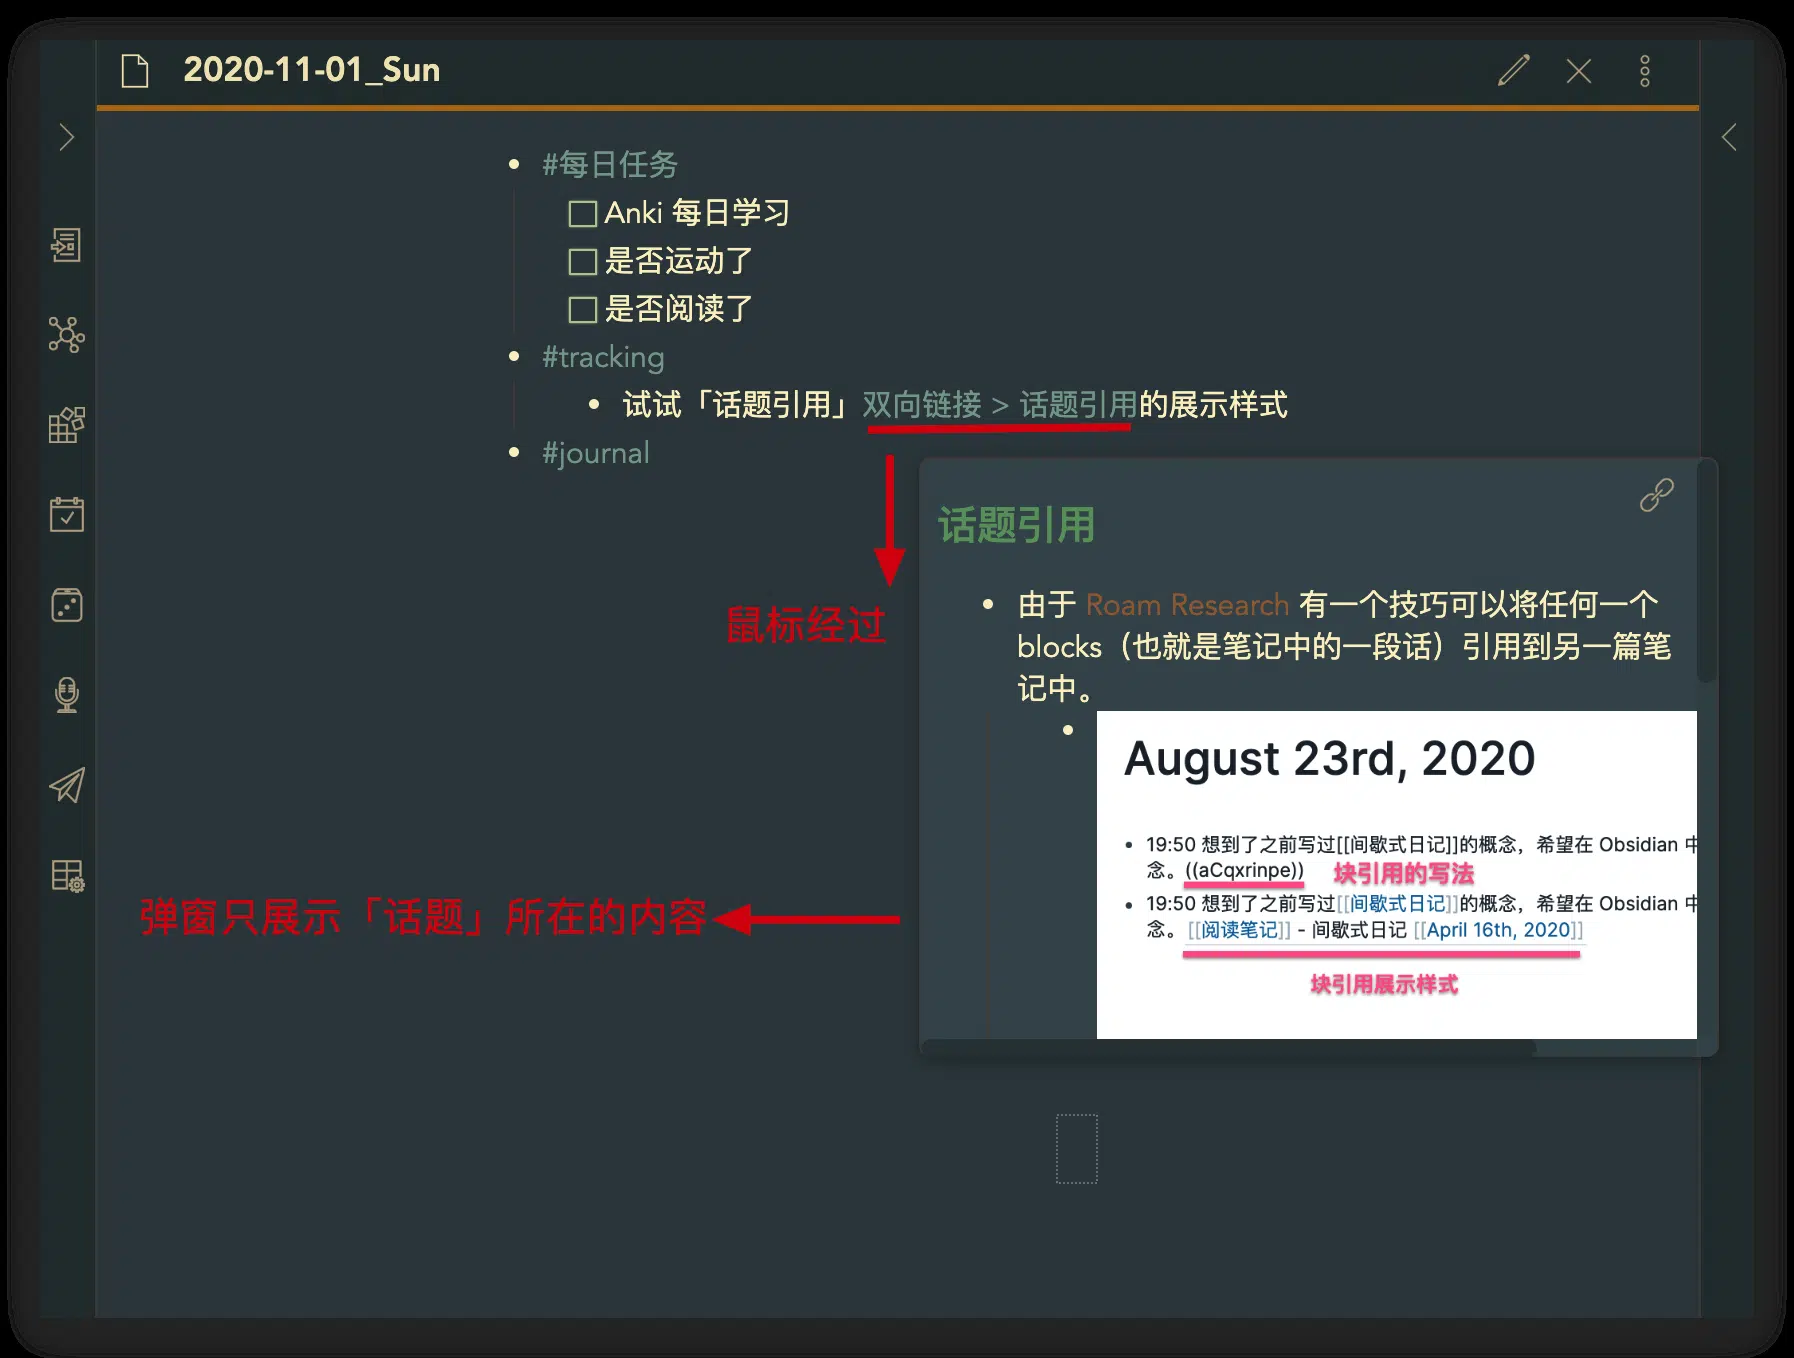 2020-11-01_Sun
#每日任务
Anki 每日学习
是否运动了
是否阅读了
#tracking
试试「话题引用」双向链接 > 话题引用的展示样式
#journal
鼠标经过
弹窗只展示「话题」所在的内容
话题引用
由于 Roam Research 有一个技巧可以将任何一个
blocks（也就是笔记中的一段话）引用到另一篇笔
记中。
August 23rd, 2020
19:50 想到了之前写过[[间歇式日记]]的概念，希望在 Obsidian 中
念。((aCqxrinpe)) 块引用的写法
19:50 想到了之前写过[[间歇式日记]]的概念，希望在 Obsidian 中
念。[[阅读笔记]] - 间歇式日记 [[April 16th, 2020]]
块引用展示样式